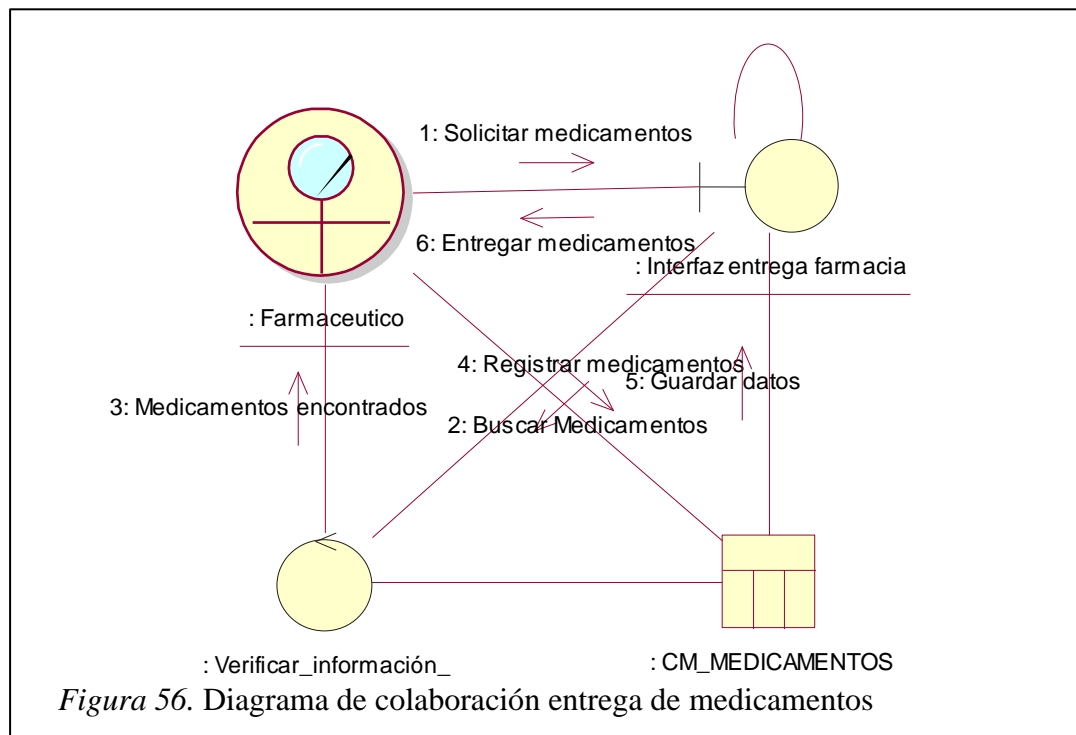 1: Solicitar medicamentos
6: Entregar medicamentos
: Interfaz entrega farmacia
: Farmaceutico
4: Registrar medicamentos
5: Guardar datos
3: Medicamentos encontrados
2: Buscar Medicamentos
: Verificar_información_
: CM_MEDICAMENTOS
Figura 56. Diagrama de colaboración entrega de medicamentos